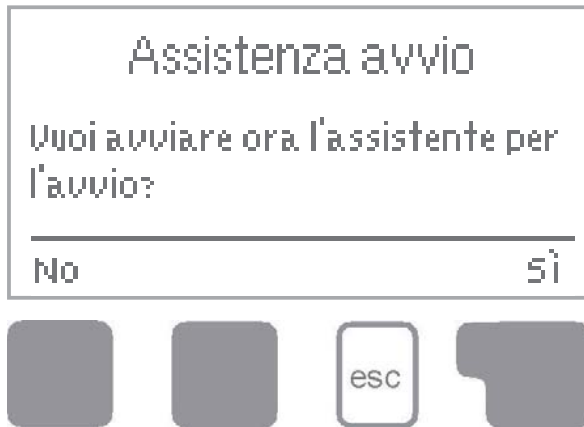 Assistenza avvio
Vuoi avviare ora l'assistente per
l'avvio?
No Sì
esc